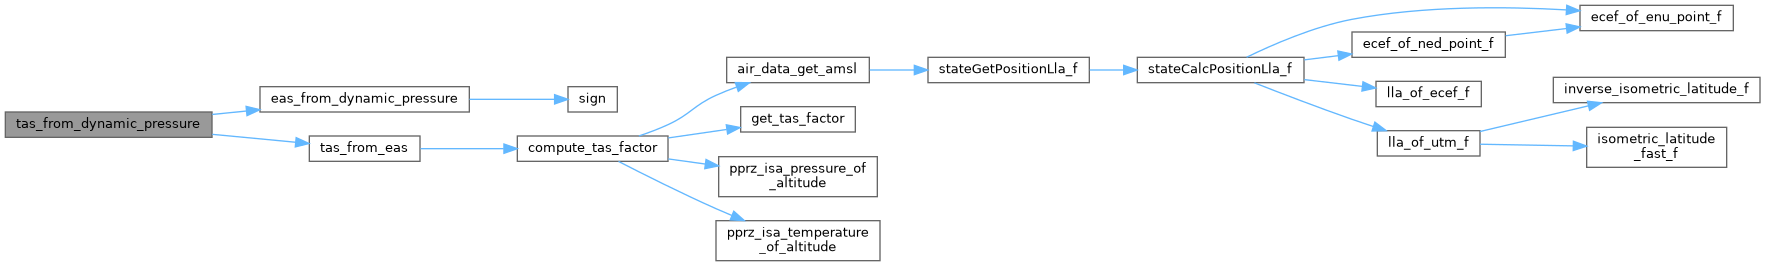 tas_from_dynamic_pressure
eas_from_dynamic_pressure
sign
tas_from_eas
compute_tas_factor
air_data_get_amsl
get_tas_factor
pprz_isa_pressure_of
_altitude
pprz_isa_temperature
_of_altitude
stateGetPositionLla_f
stateCalcPositionLla_f
ecef_of_enu_point_f
ecef_of_ned_point_f
lla_of_ecef_f
lla_of_utm_f
inverse_isometric_latitude_f
isometric_latitude
_fast_f